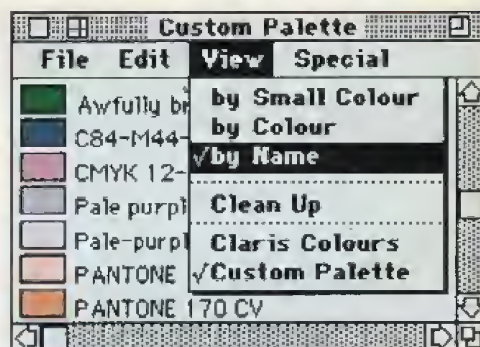 Custom Palette
File Edit View Special
Awfully
C84-M44-
CMYK 12-
Pale purpl
Pale-purpl
PANTONE
PANTONE 170 CV
by Small Colour
by Colour
√by Name
Clean Up
Claris Colours
√Custom Palette